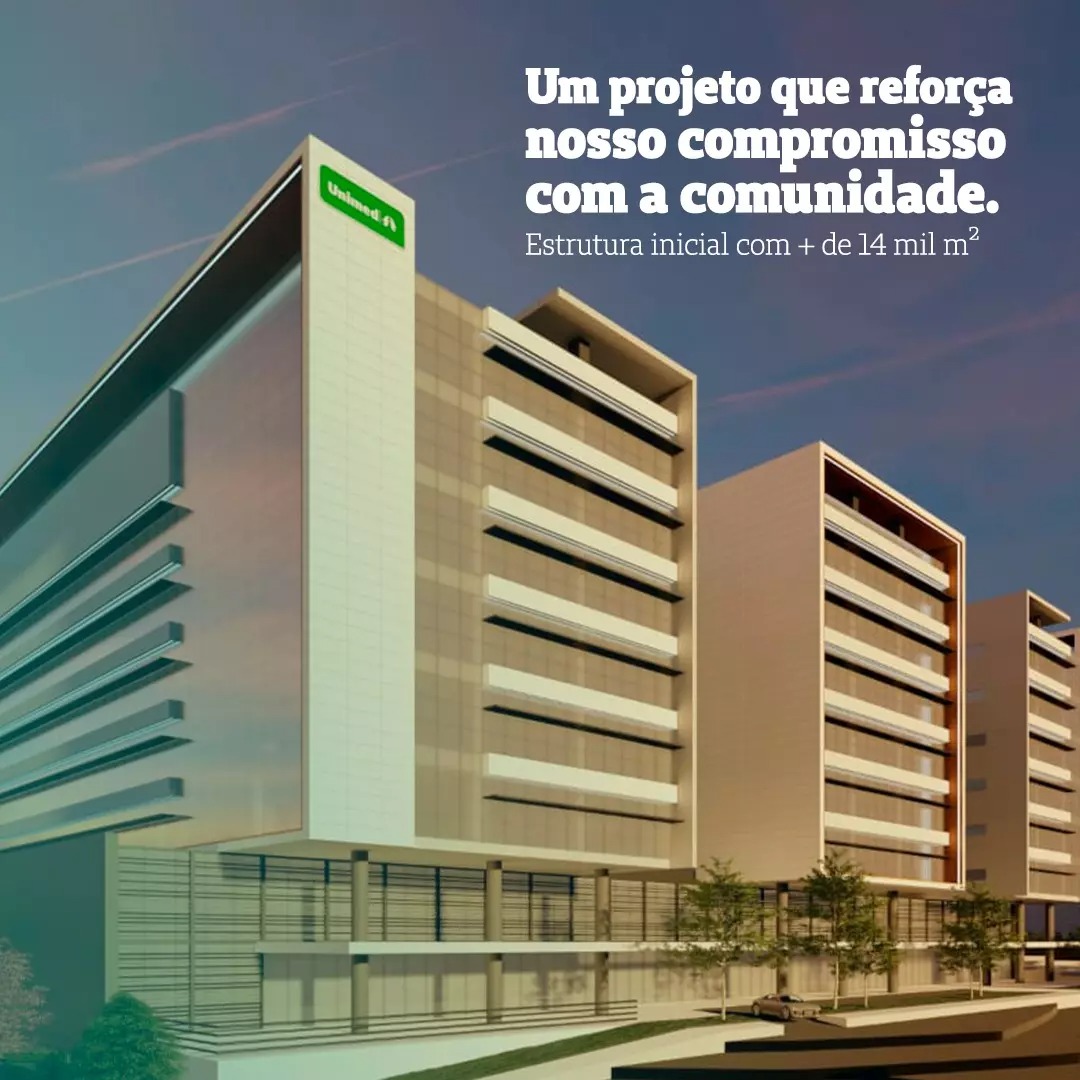 Um projeto que reforça
nosso compromisso
com a comunidade.
Estrutura inicial com + de 14 mil m²
Unimed